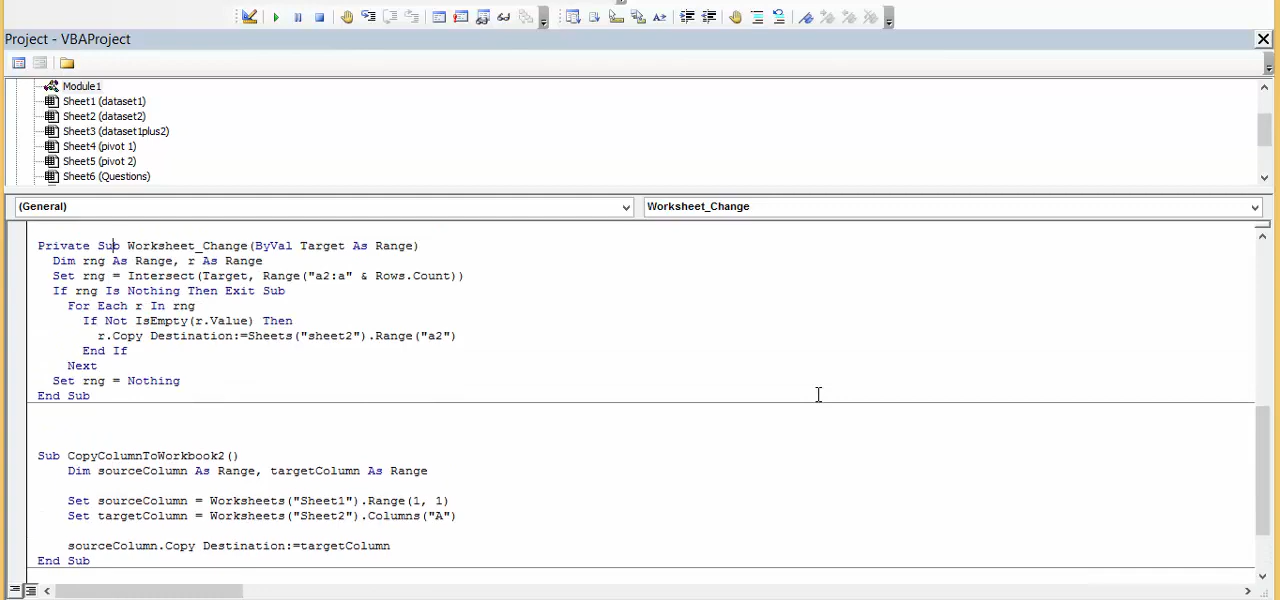 Project - VBAProject
Module1
Sheet1 (dataset1)
Sheet2 (dataset2)
Sheet3 (dataset1plus2)
Sheet4 (pivot 1)
Sheet5 (pivot 2)
Sheet6 (Questions)
(General) Worksheet_Change
Private Sub Worksheet_Change(ByVal Target As Range)
Dim rng As Range, r As Range
Set rng = Intersect(Target, Range("a2:a" & Rows.Count))
If rng Is Nothing Then Exit Sub
For Each r In rng
If Not IsEmpty(r.Value) Then
r.Copy Destination:=Sheets("sheet2").Range("a2")
End If
Next
Set rng = Nothing
End Sub
Sub CopyColumnToWorkbook2()
Dim sourceColumn As Range, targetColumn As Range
Set sourceColumn = Worksheets("Sheet1").Range(1, 1)
Set targetColumn = Worksheets("Sheet2").Columns("A")
sourceColumn.Copy Destination:=targetColumn
End Sub